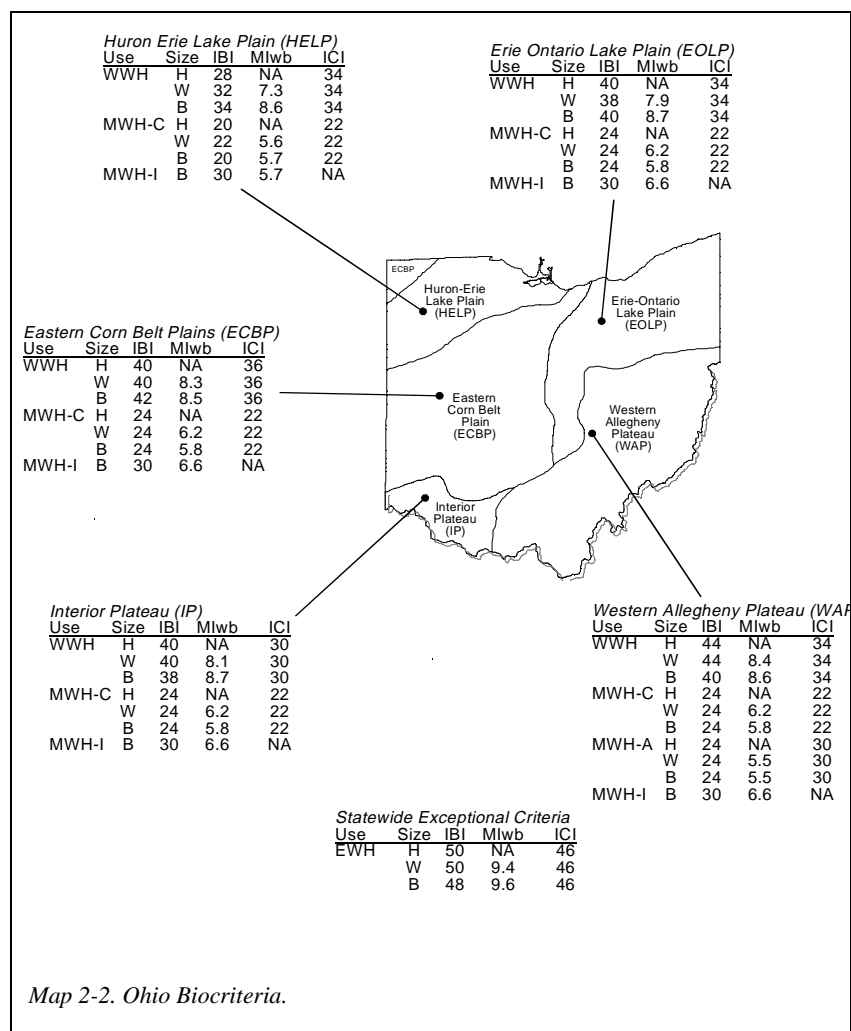 Huron Erie Lake Plain (HELP)
Use Size IBI MIwb ICI
WWH H 28 NA 34
W 32 7.3 34
B 34 8.6 34
MWH-C H 20 NA 22
W 22 5.6 22
B 20 5.7 22
MWH-I B 30 5.7 NA
Erie Ontario Lake Plain (EOLP)
Use Size IBI MIwb ICI
WWH H 40 NA 34
W 38 7.9 34
B 40 8.7 34
MWH-C H 24 NA 22
W 24 6.2 22
B 24 5.8 22
MWH-I B 30 6.6 NA
ECBP
Huron-Erie
Lake Plain
(HELP)
Erie-Ontario
Lake Plain
(EOLP)
Eastern Corn Belt Plains (ECBP)
Use Size IBI MIwb ICI
WWH H 40 NA 36
W 40 8.3 36
B 42 8.5 36
MWH-C H 24 NA 22
W 24 6.2 22
B 24 5.8 22
MWH-I B 30 6.6 NA
Eastern
Corn Belt
Plain
(ECBP)
Western
Allegheny
Plateau
(WAP)
Interior
Plateau
(IP)
Interior Plateau (IP)
Use Size IBI MIwb ICI
WWH H 40 NA 30
W 40 8.1 30
B 38 8.7 30
MWH-C H 24 NA 22
W 24 6.2 22
B 24 5.8 22
MWH-I B 30 6.6 NA
Western Allegheny Plateau (WAP
Use Size IBI MIwb ICI
WWH H 44 NA 34
W 44 8.4 34
B 40 8.6 34
MWH-C H 24 NA 22
W 24 6.2 22
B 24 5.8 22
MWH-A H 24 NA 30
W 24 5.5 30
B 24 5.5 30
MWH-I B 30 6.6 NA
Statewide Exceptional Criteria
Use Size IBI MIwb ICI
EWH H 50 NA 46
W 50 9.4 46
B 48 9.6 46
Map 2-2. Ohio Biocriteria.